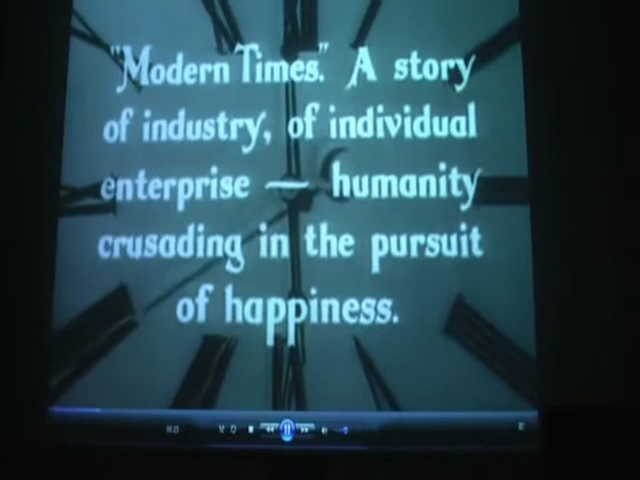 "Modern Times." A story
of industry, of individual
enterprise — humanity
crusading in the pursuit
of happiness.